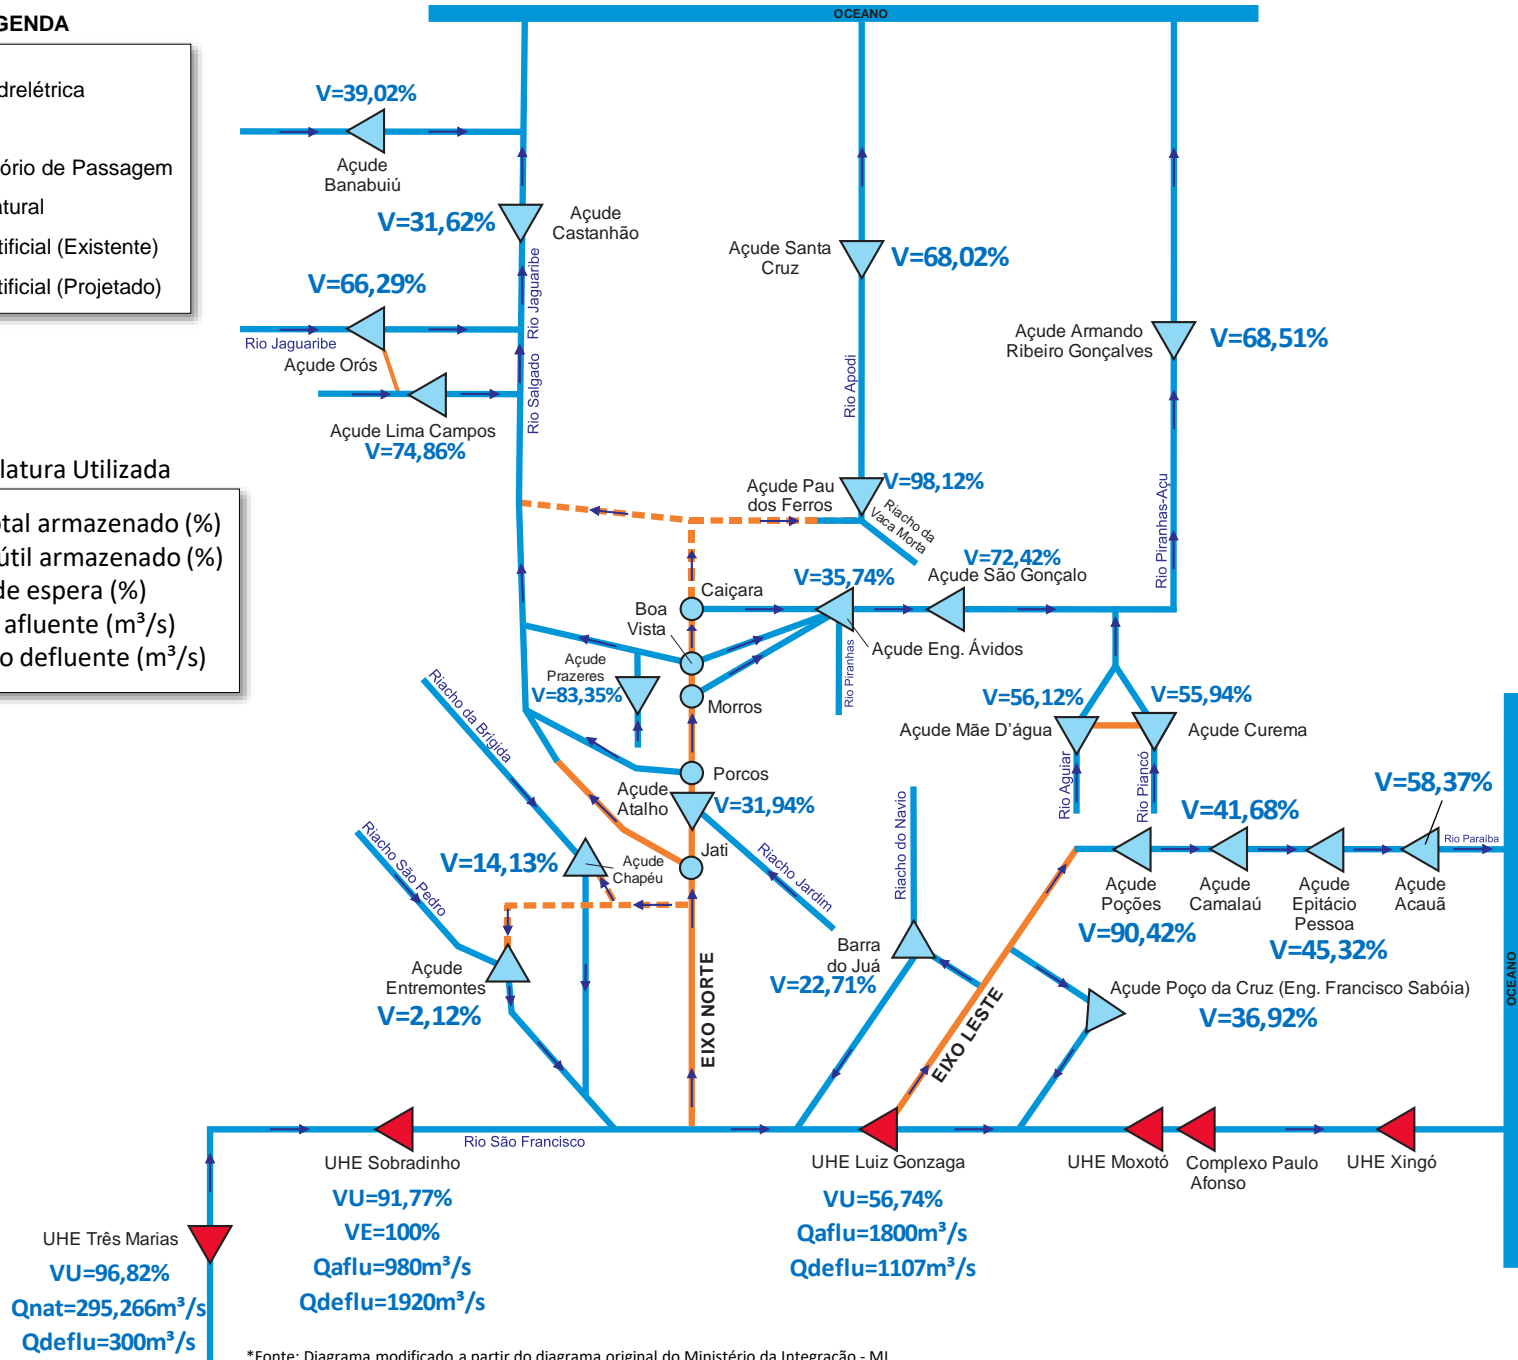 OCEANO
GENDA
drelétrica
ório de Passagem
atural
tificial (Existente)
tificial (Projetado)
V=39,02%
Açude
Banabuiú
V=31,62%
Açude
Castanhão
V=66,29%
Rio Jaguaribe
Açude Orós
Rio Jaguaribe
Rio Salgado
Açude Lima Campos
V=74,86%
Açude Santa
Cruz
V=68,02%
Rio Apodi
Açude Armando
Ribeiro Gonçalves
V=68,51%
Rio Piranhas-Açu
latura Utilizada
otal armazenado (%)
útil armazenado (%)
de espera (%)
afluente (m³/s)
o defluente (m³/s)
Açude Pau
dos Ferros
V=98,12%
Riacho da
Vaca Morta
V=72,42%
Açude São Gonçalo
V=35,74%
Caiçara
Boa
Vista
Açude Eng. Ávidos
Rio Piranhas
Açude
Prazeres
V=83,35%
Morros
Riacho da Brígida
V=56,12%
V=55,94%
Açude Mãe D'água
Açude Curema
Rio Aguiar
Rio Piancó
Porcos
Açude
Atalho
V=31,94%
Riacho do Navio
V=58,37%
V=41,68%
Rio Paraíba
Riacho São Pedro
V=14,13%
Açude
Chapéu
Jati
Riacho Jardim
Açude
Poções
Açude
Camalaú
Açude
Epitácio
Pessoa
Açude
Acauã
V=90,42%
V=45,32%
Barra
do Juá
V=22,71%
Açude
Entremontes
V=2,12%
EIXO NORTE
EIXO LESTE
Açude Poço da Cruz (Eng. Francisco Sabóia)
V=36,92%
OCEANO
Rio São Francisco
UHE Sobradinho
VU=91,77%
VE=100%
Qaflu=980m³/s
Qdeflu=1920m³/s
UHE Luiz Gonzaga
VU=56,74%
Qaflu=1800m³/s
Qdeflu=1107m³/s
UHE Moxotó
Complexo Paulo
Afonso
UHE Xingó
UHE Três Marias
VU=96,82%
Qnat=295,266m³/s
Qdeflu=300m³/s
*Fonte: Diagrama modificado a partir do diagrama original do Ministério da Integração - MI